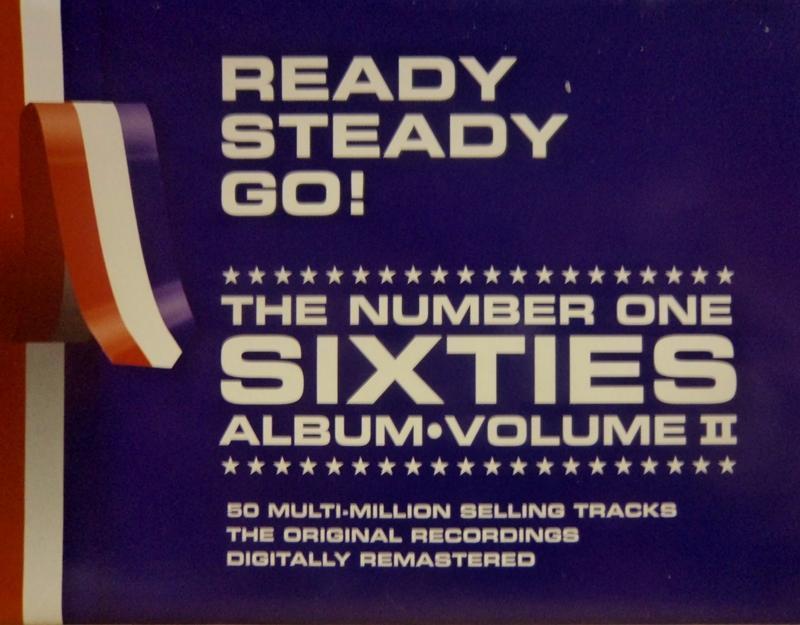 READY
STEADY
GO!
THE NUMBER ONE
SIXTIES
ALBUM•VOLUME II
50 MULTI-MILLION SELLING TRACKS
THE ORIGINAL RECORDINGS
DIGITALLY REMASTERED